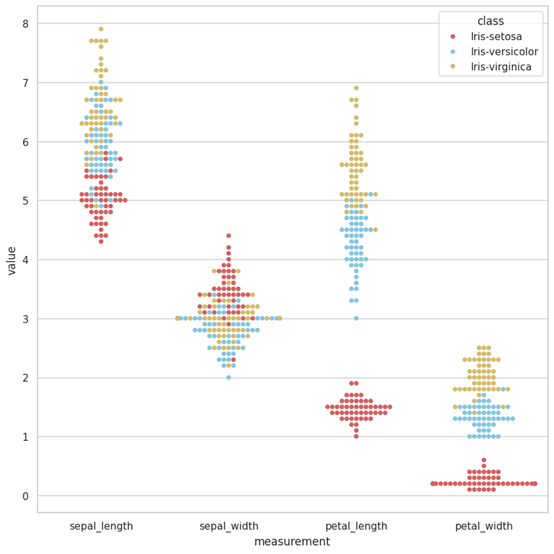 class
Iris-setosa
Iris-versicolor
Iris-virginica
8
7
6
5
4
3
2
1
0
value
sepal_length sepal_width petal_length petal_width
measurement